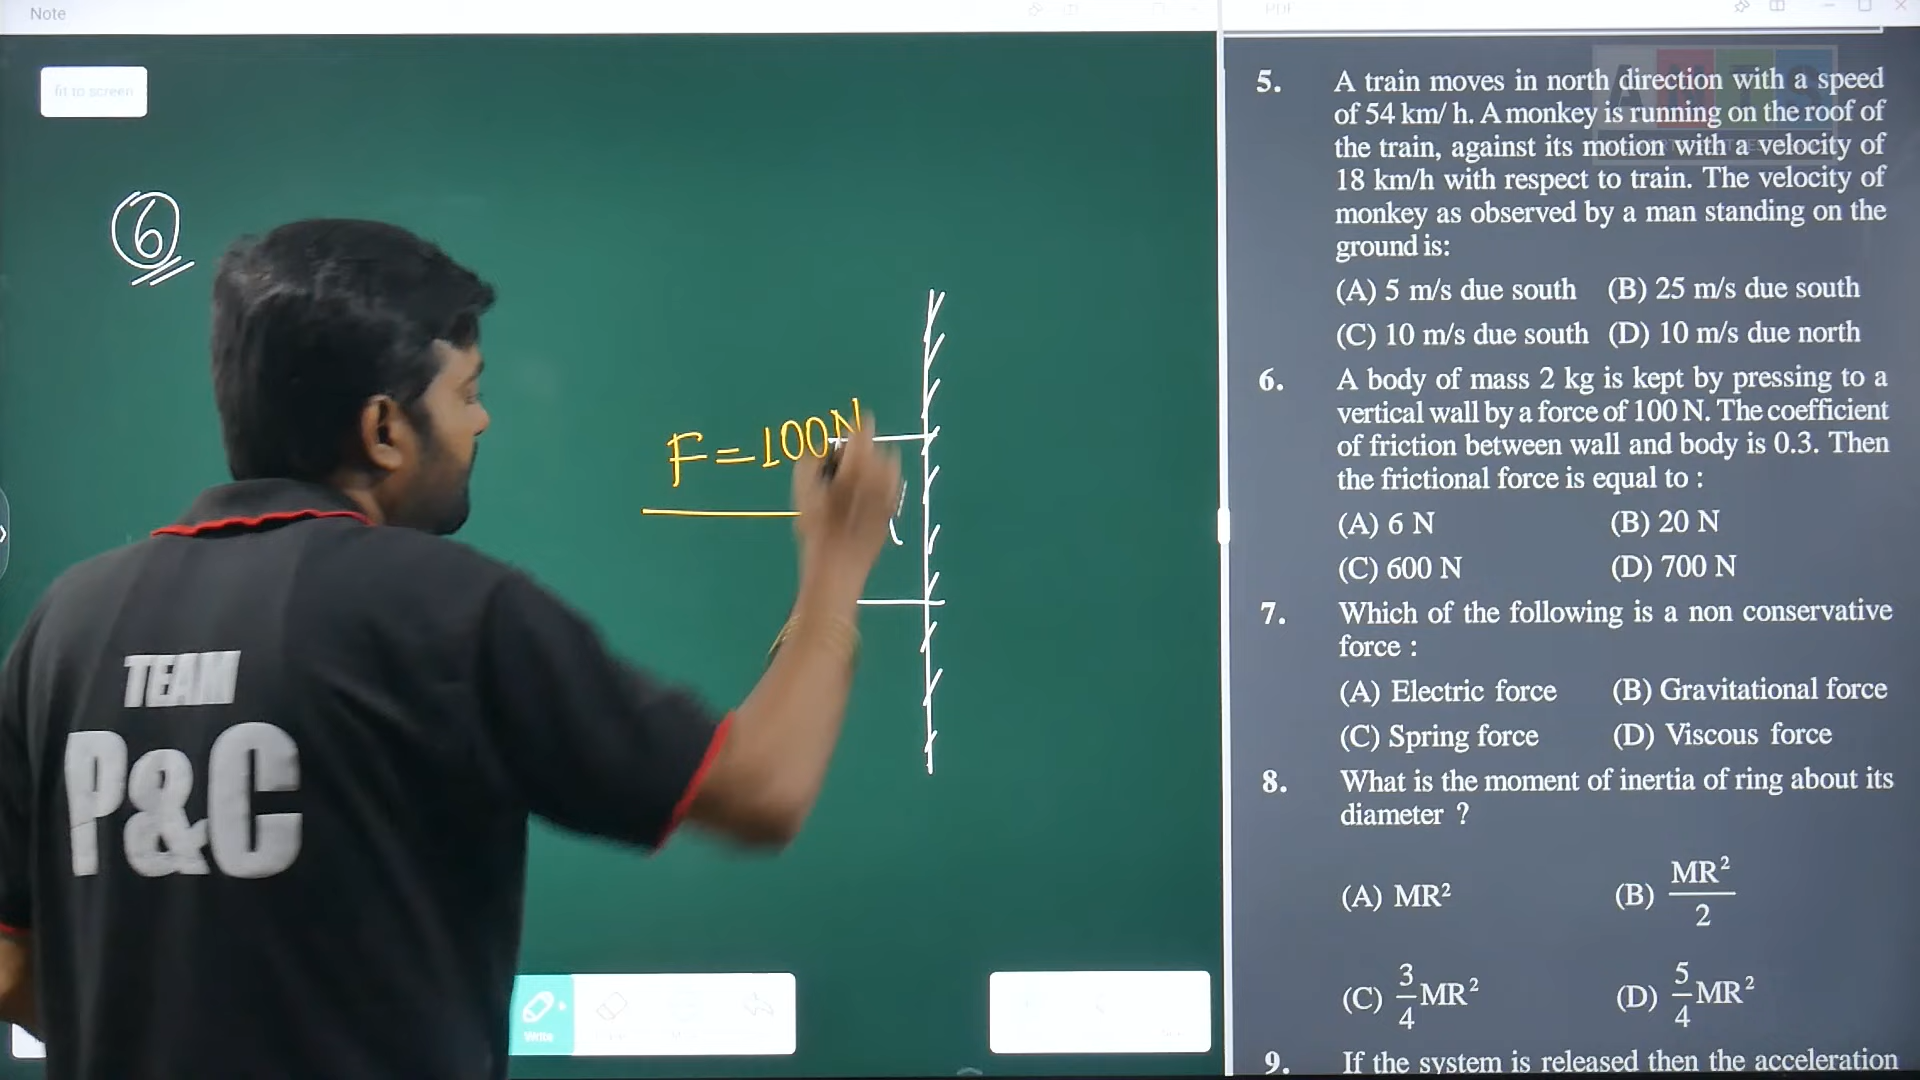 Note
PDF
fit to screen
6
F = 100N
TEAM
P&C
Write
5. A train moves in north direction with a speed
of 54 km/ h. A monkey is running on the roof of
the train, against its motion with a velocity of
18 km/h with respect to train. The velocity of
monkey as observed by a man standing on the
ground is:
(A) 5 m/s due south (B) 25 m/s due south
(C) 10 m/s due south (D) 10 m/s due north
6. A body of mass 2 kg is kept by pressing to a
vertical wall by a force of 100 N. The coefficient
of friction between wall and body is 0.3. Then
the frictional force is equal to :
(A) 6 N (B) 20 N
(C) 600 N (D) 700 N
7. Which of the following is a non conservative
force :
(A) Electric force (B) Gravitational force
(C) Spring force (D) Viscous force
8. What is the moment of inertia of ring about its
diameter ?
(A) MR² (B) MR²/2
(C) 3/4 MR² (D) 5/4 MR²
9. If the system is released then the acceleration